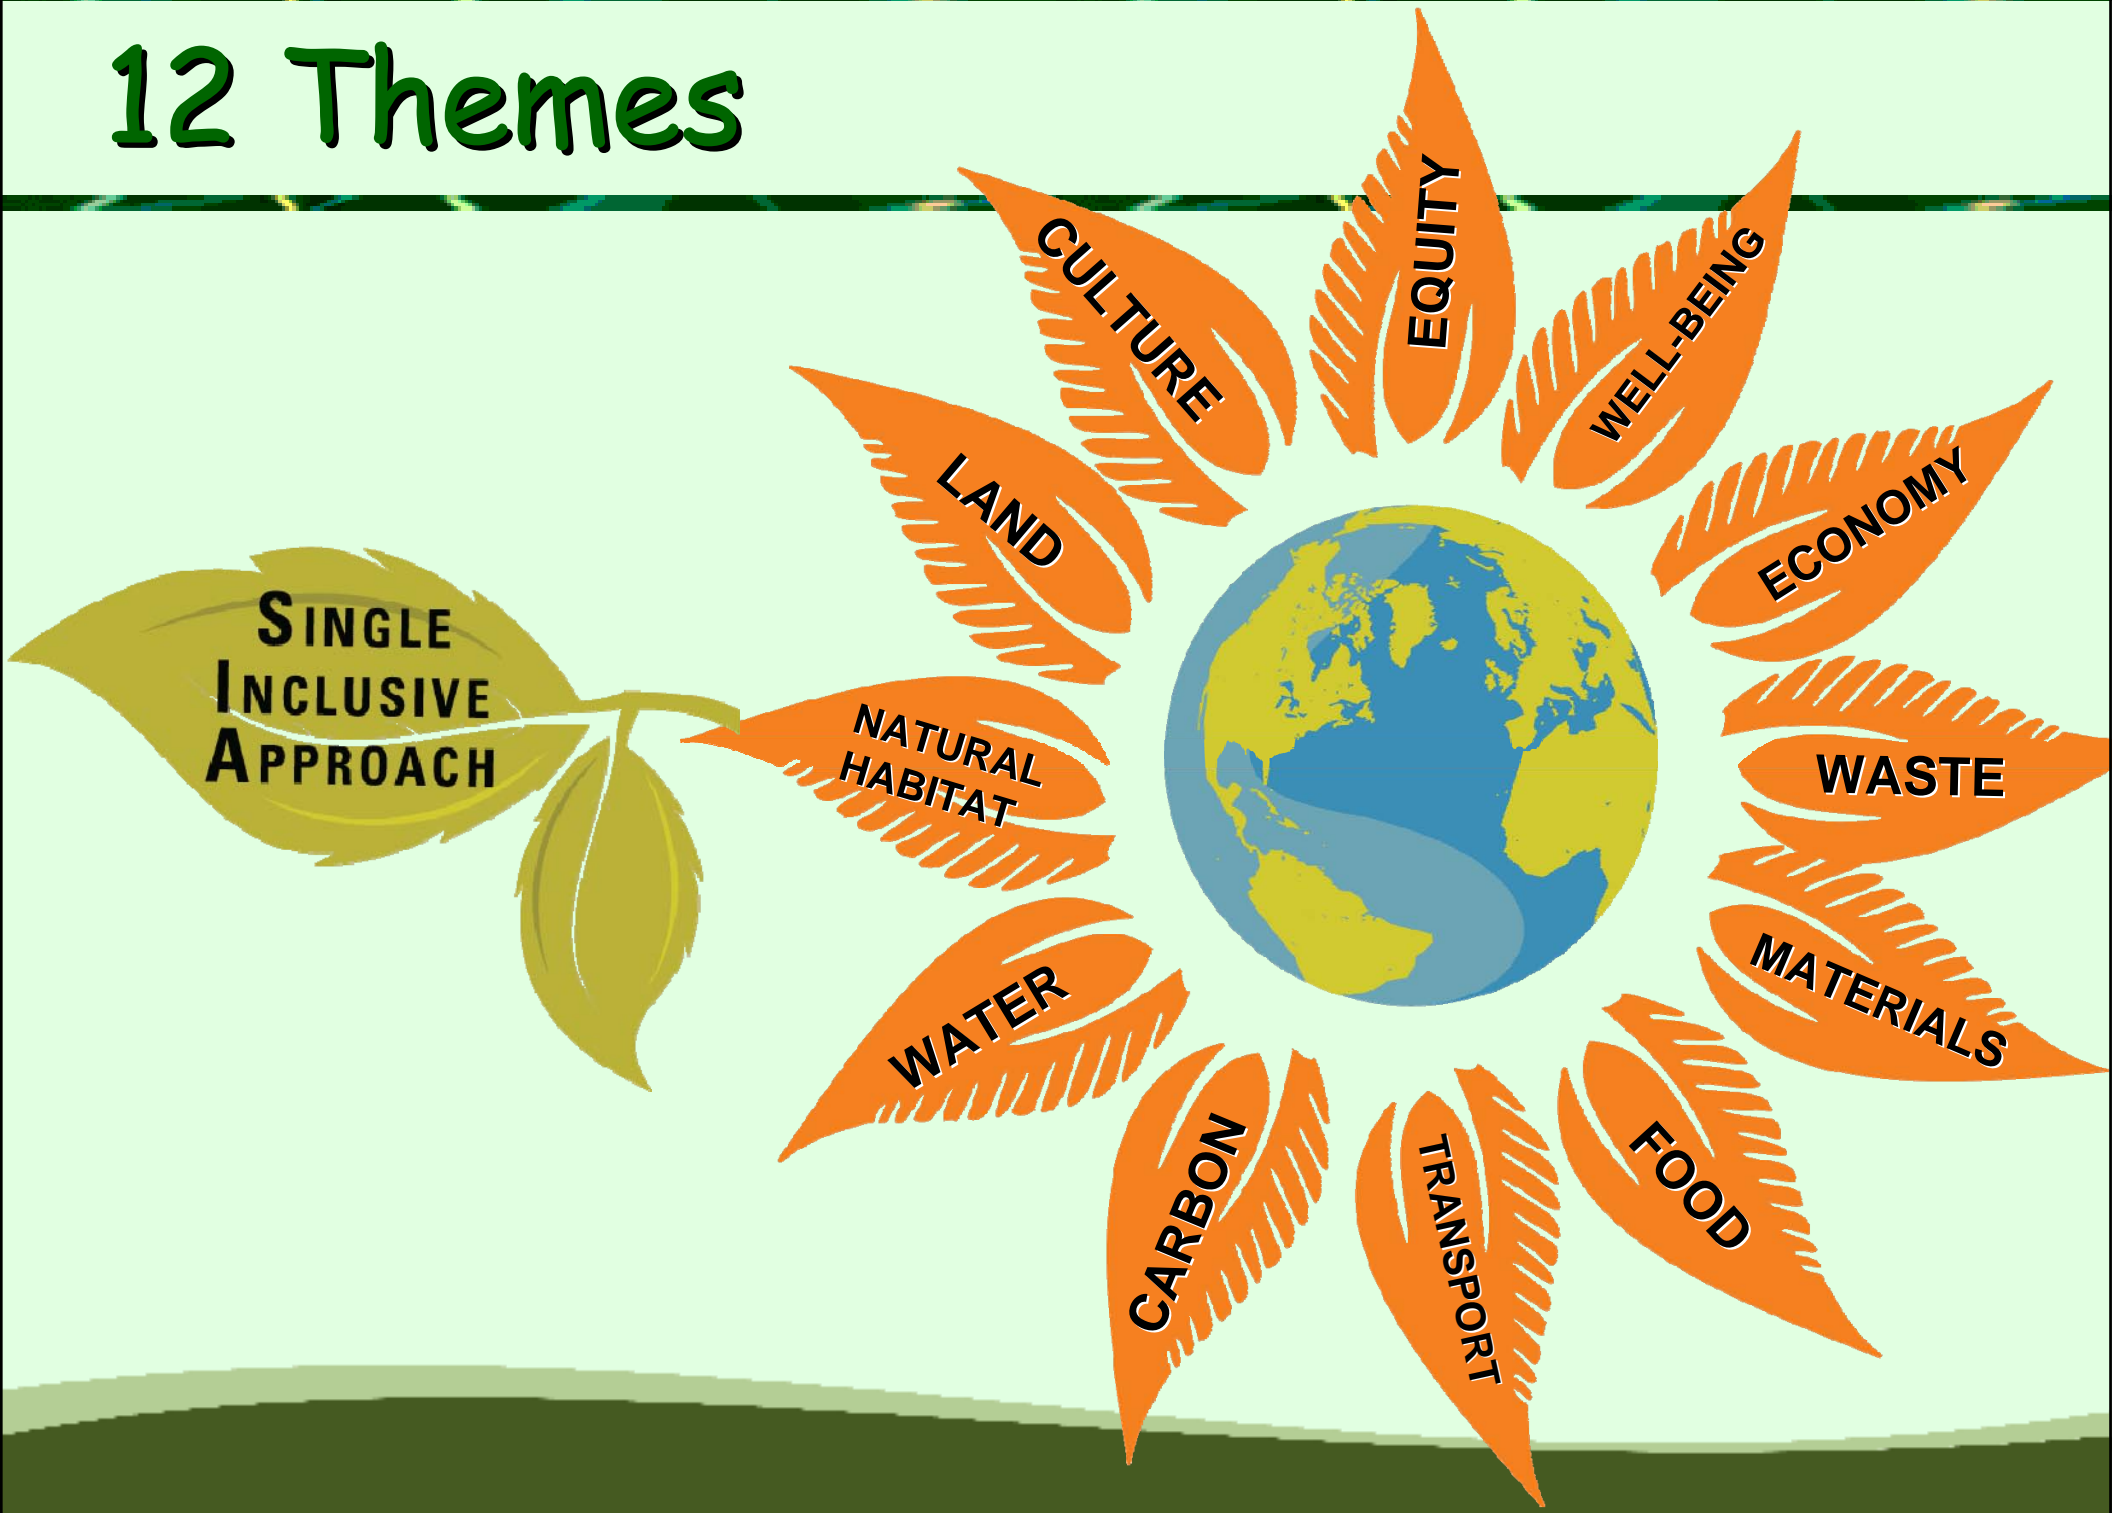 12 Themes
SINGLE
INCLUSIVE
APPROACH
EQUITY
WELL-BEING
ECONOMY
WASTE
MATERIALS
FOOD
TRANSPORT
CARBON
WATER
NATURAL
HABITAT
LAND
CULTURE